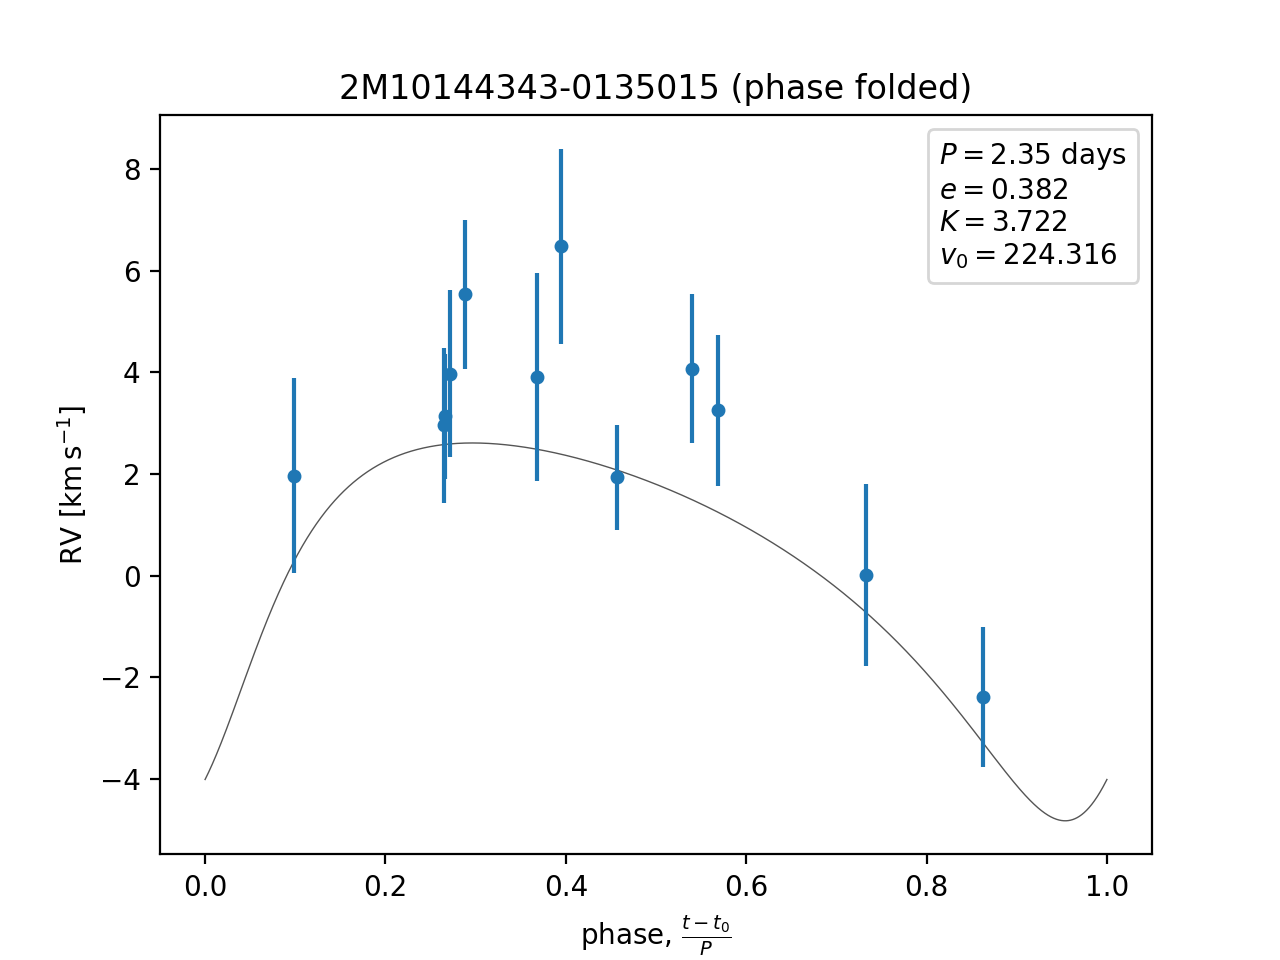 2M10144343-0135015 (phase folded)
P = 2.35 days
e = 0.382
K = 3.722
v₀ = 224.316
8
6
4
2
0
−2
−4
RV [km s⁻¹]
0.0 0.2 0.4 0.6 0.8 1.0
phase, (t − t₀)/P